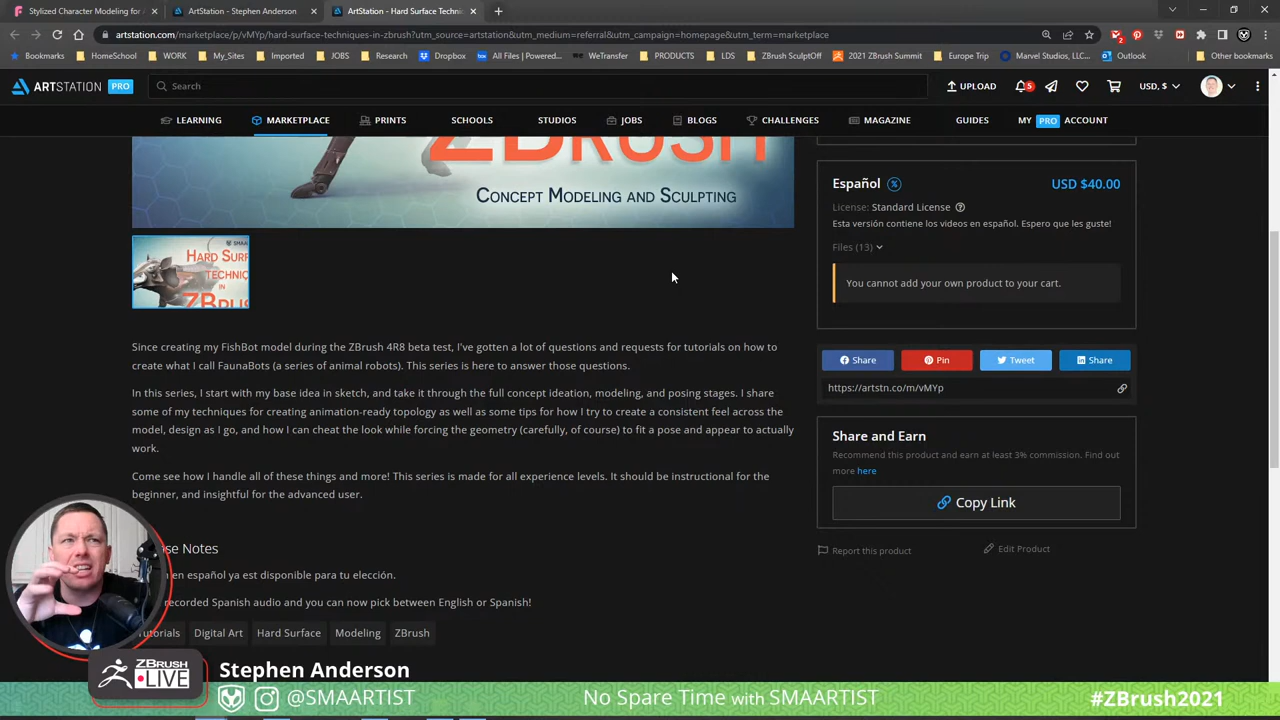 Stylized Character Modeling for
ArtStation - Stephen Anderson
ArtStation - Hard Surface Techni
artstation.com/marketplace/p/vMYp/hard-surface-techniques-in-zbrush?utm_source=artstation&utm_medium=referral&utm_campaign=homepage&utm_term=marketplace
Bookmarks HomeSchool WORK My_Sites Imported JOBS Research Dropbox All Files | Powered... WeTransfer PRODUCTS LDS ZBrush SculptOff 2021 ZBrush Summit Europe Trip Marvel Studios, LLC... Outlook Other bookmarks
ARTSTATION PRO Search UPLOAD 5 USD, $
LEARNING MARKETPLACE PRINTS SCHOOLS STUDIOS JOBS BLOGS CHALLENGES MAGAZINE GUIDES MY PRO ACCOUNT
ZBRUSH
CONCEPT MODELING AND SCULPTING
SMAA
HARD SURF
TECHNIQ
IN
ZBRUS
Since creating my FishBot model during the ZBrush 4R8 beta test, I've gotten a lot of questions and requests for tutorials on how to
create what I call FaunaBots (a series of animal robots). This series is here to answer those questions.
In this series, I start with my base idea in sketch, and take it through the full concept ideation, modeling, and posing stages. I share
some of my techniques for creating animation-ready topology as well as some tips for how I try to create a consistent feel across the
model, design as I go, and how I can cheat the look while forcing the geometry (carefully, of course) to fit a pose and appear to actually
work.
Come see how I handle all of these things and more! This series is made for all experience levels. It should be instructional for the
beginner, and insightful for the advanced user.
se Notes
en español ya est disponible para tu elección.
recorded Spanish audio and you can now pick between English or Spanish!
utorials Digital Art Hard Surface Modeling ZBrush
Stephen Anderson
Español USD $40.00
License: Standard License
Esta versión contiene los videos en español. Espero que les guste!
Files (13)
You cannot add your own product to your cart.
Share Pin Tweet Share
https://artstn.co/m/vMYp
Share and Earn
Recommend this product and earn at least 3% commission. Find out
more here
Copy Link
Report this product Edit Product
ZBRUSH
LIVE
@SMAARTIST No Spare Time with SMAARTIST #ZBrush2021